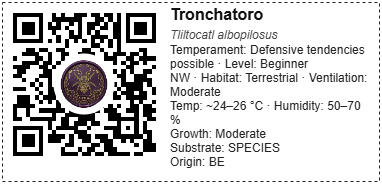 Tronchatoro
Tliltocatl albopilosus
Temperament: Defensive tendencies
possible · Level: Beginner
NW · Habitat: Terrestrial · Ventilation:
Moderate
Temp: ~24–26 °C · Humidity: 50–70
%
Growth: Moderate
Substrate: SPECIES
Origin: BE